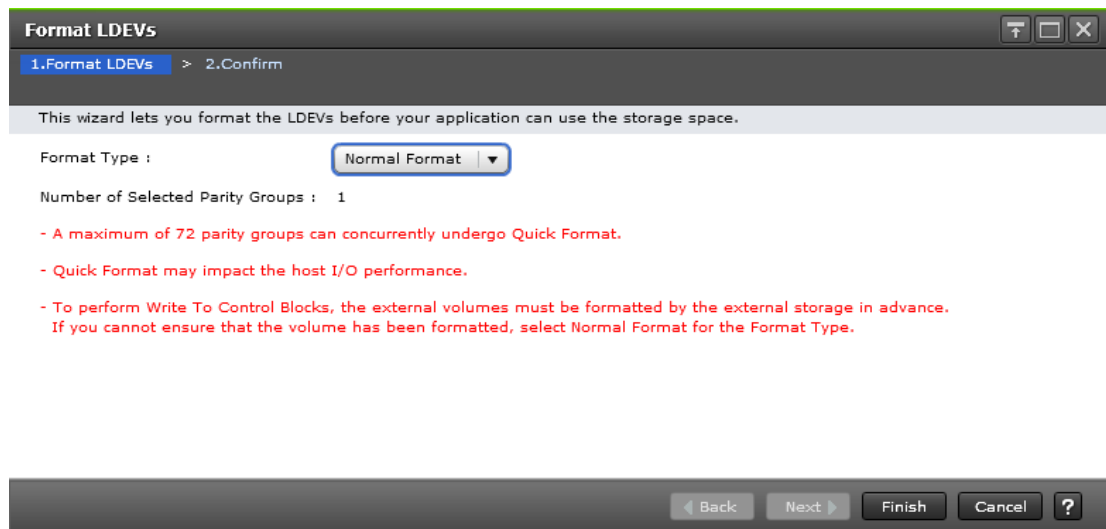 Format LDEVs
1.Format LDEVs > 2.Confirm
This wizard lets you format the LDEVs before your application can use the storage space.
Format Type : Normal Format
Number of Selected Parity Groups : 1
- A maximum of 72 parity groups can concurrently undergo Quick Format.
- Quick Format may impact the host I/O performance.
- To perform Write To Control Blocks, the external volumes must be formatted by the external storage in advance.
If you cannot ensure that the volume has been formatted, select Normal Format for the Format Type.
Back Next Finish Cancel ?